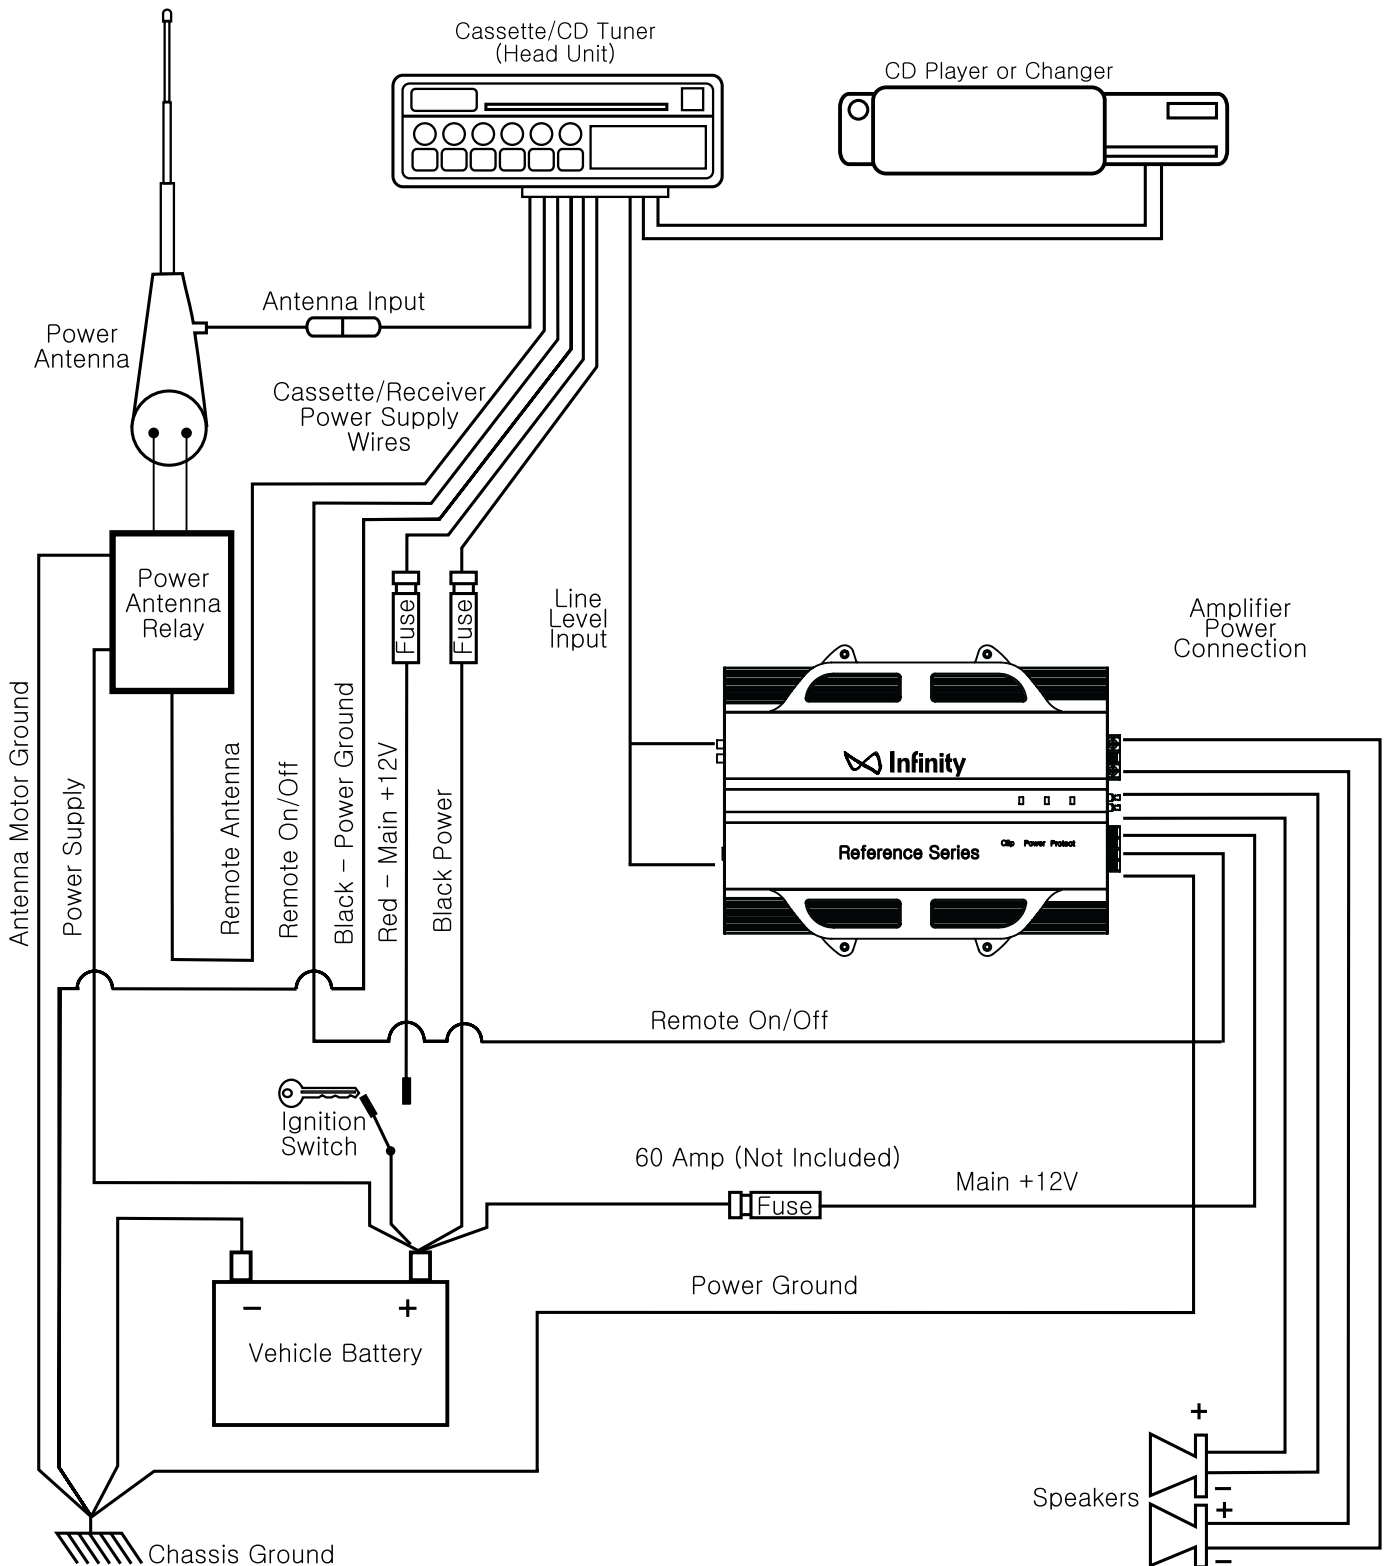 Cassette/CD Tuner
(Head Unit)
CD Player or Changer
Antenna Input
Power
Antenna
Cassette/Receiver
Power Supply
Wires
Power
Antenna
Relay
Fuse
Fuse
Line
Level
Input
Amplifier
Power
Connection
Antenna Motor Ground
Power Supply
Remote Antenna
Remote On/Off
Black – Power Ground
Red – Main +12V
Black Power
Infinity
Reference Series
Clip Power Protect
Remote On/Off
Ignition
Switch
60 Amp (Not Included)
Fuse
Main +12V
Power Ground
– +
Vehicle Battery
+
–
Speakers
+
–
Chassis Ground